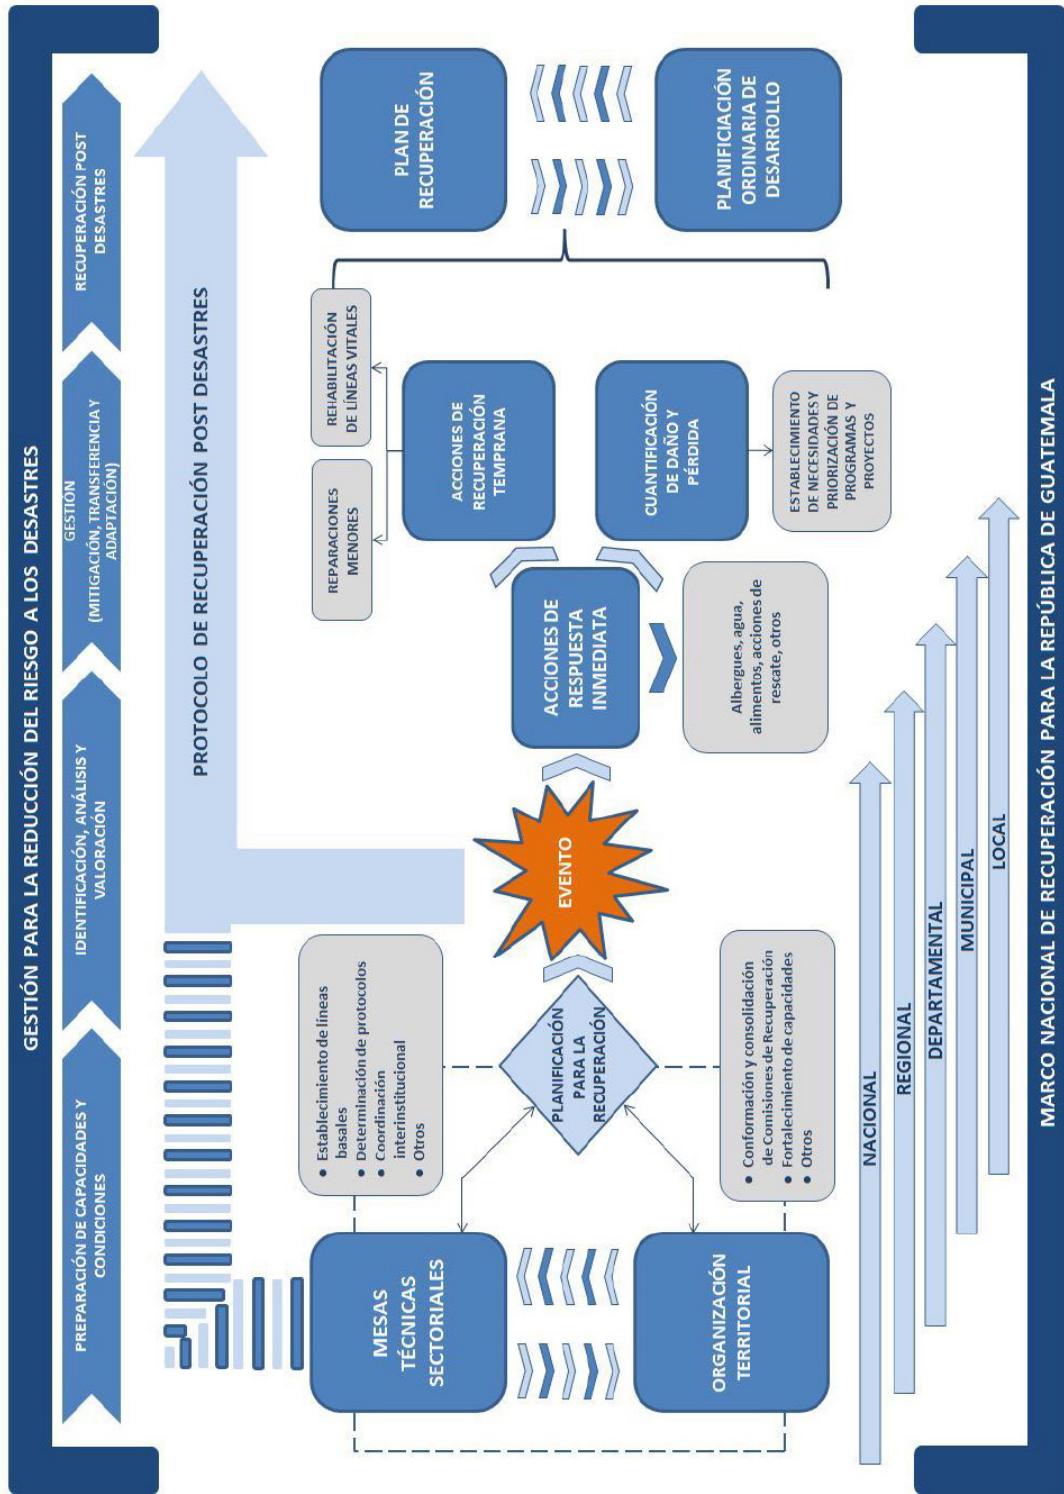 GESTIÓN PARA LA REDUCCIÓN DEL RIESGO A LOS DESASTRES
PREPARACIÓN DE CAPACIDADES Y
CONDICIONES
IDENTIFICACIÓN, ANÁLISIS Y
VALORACIÓN
GESTIÓN
(MITIGACIÓN, TRANSFERENCIA Y
ADAPTACIÓN)
RECUPERACIÓN POST
DESASTRES
PROTOCOLO DE RECUPERACIÓN POST DESASTRES
MESAS
TÉCNICAS
SECTORIALES
ORGANIZACIÓN
TERRITORIAL
• Establecimiento de líneas
basales
• Determinación de protocolos
• Coordinación
interinstitucional
• Otros
PLANIFICACIÓN
PARA LA
RECUPERACIÓN
• Conformación y consolidación
de Comisiones de Recuperación
• Fortalecimiento de capacidades
• Otros
EVENTO
ACCIONES DE
RESPUESTA
INMEDIATA
Albergues, agua,
alimentos, acciones de
rescate, otros
REPARACIONES
MENORES
REHABILITACIÓN
DE LÍNEAS VITALES
ACCIONES DE
RECUPERACIÓN
TEMPRANA
CUANTIFICACIÓN
DE DAÑO Y
PÉRDIDA
ESTABLECIMIENTO
DE NECESIDADES Y
PRIORIZACIÓN DE
PROGRAMAS Y
PROYECTOS
PLAN DE
RECUPERACIÓN
PLANIFICIACIÓN
ORDINARIA DE
DESARROLLO
NACIONAL
REGIONAL
DEPARTAMENTAL
MUNICIPAL
LOCAL
MARCO NACIONAL DE RECUPERACIÓN PARA LA REPÚBLICA DE GUATEMALA